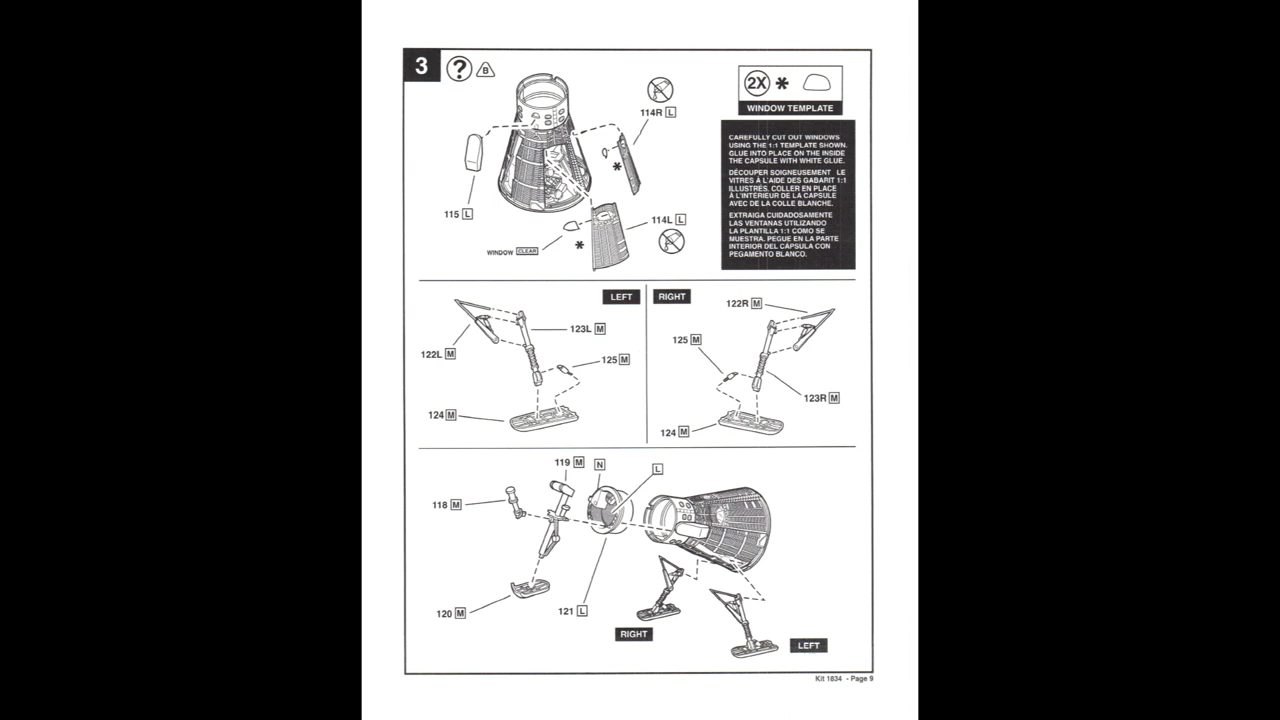 3
?
B
2X *
WINDOW TEMPLATE
114R L
*
115 L
114L L
WINDOW CLEAR
*
CAREFULLY CUT OUT WINDOWS
USING THE 1:1 TEMPLATE SHOWN.
GLUE INTO PLACE ON THE INSIDE
THE CAPSULE WITH WHITE GLUE.
DÉCOUPER SOIGNEUSEMENT LE
VITRES À L'AIDE DES GABARIT 1:1
ILLUSTRÉS, COLLER EN PLACE
À L'INTÉRIEUR DE LA CAPSULE
AVEC DE LA COLLE BLANCHE.
EXTRAIGA CUIDADOSAMENTE
LAS VENTANAS UTILIZANDO
LA PLANTILLA 1:1 COMO SE
MUESTRA. PEGUE EN LA PARTE
INTERIOR DEL CÁPSULA CON
PEGAMENTO BLANCO.
LEFT
123L M
122L M
125 M
124 M
RIGHT
122R M
125 M
123R M
124 M
119 M
N
L
118 M
120 M
121 L
RIGHT
LEFT
Kit 1834 - Page 9